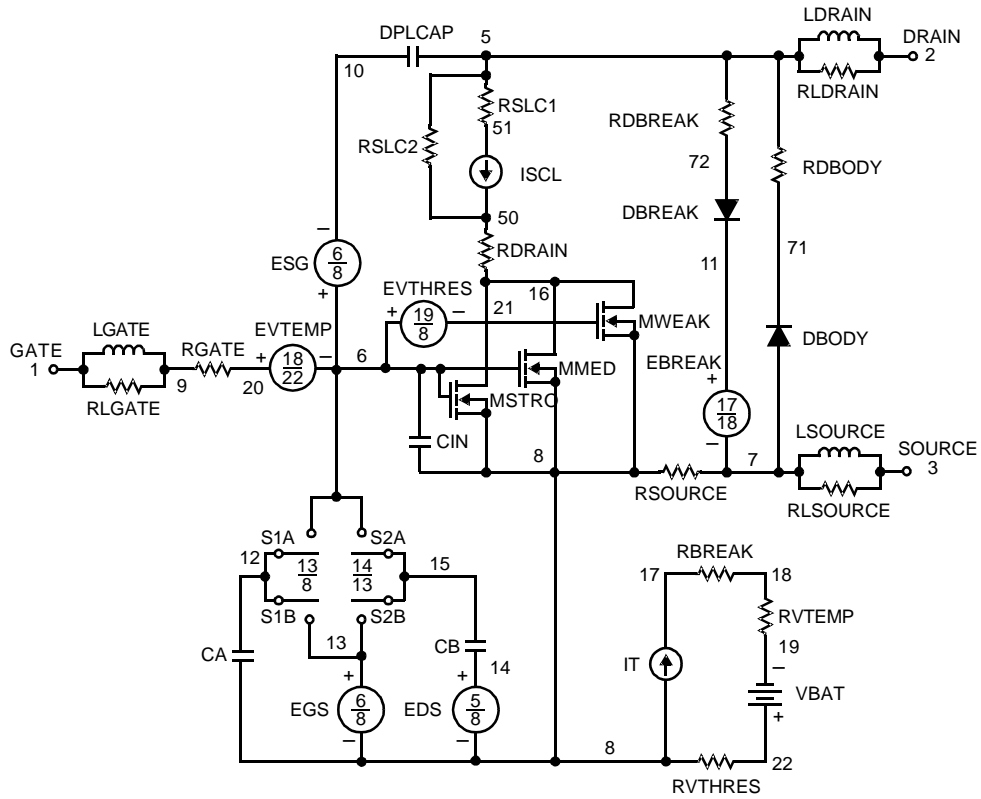 LDRAIN
DPLCAP 5 DRAIN
10 2
RLDRAIN
RSLC1
RDBREAK
51
RSLC2
72 RDBODY
ISCL
DBREAK
50
−
RDRAIN
71
6
8
ESG 11
+
EVTHRES 16
21
+ 19 −
8
MWEAK
LGATE
EVTEMP
DBODY
RGATE
GATE + 18 − 6
22
EBREAK
MMED +
1
9 20
MSTRO 17
18
RLGATE
LSOURCE
CIN − SOURCE
8 7 3
RSOURCE
RLSOURCE
S1A S2A
12 13
8
14
13
15 RBREAK
17 18
S1B S2B
RVTEMP
13
CB 19
CA
IT −
+ + 14
VBAT
EGS 6
8
EDS 5
8
+
− − 8
22
RVTHRES